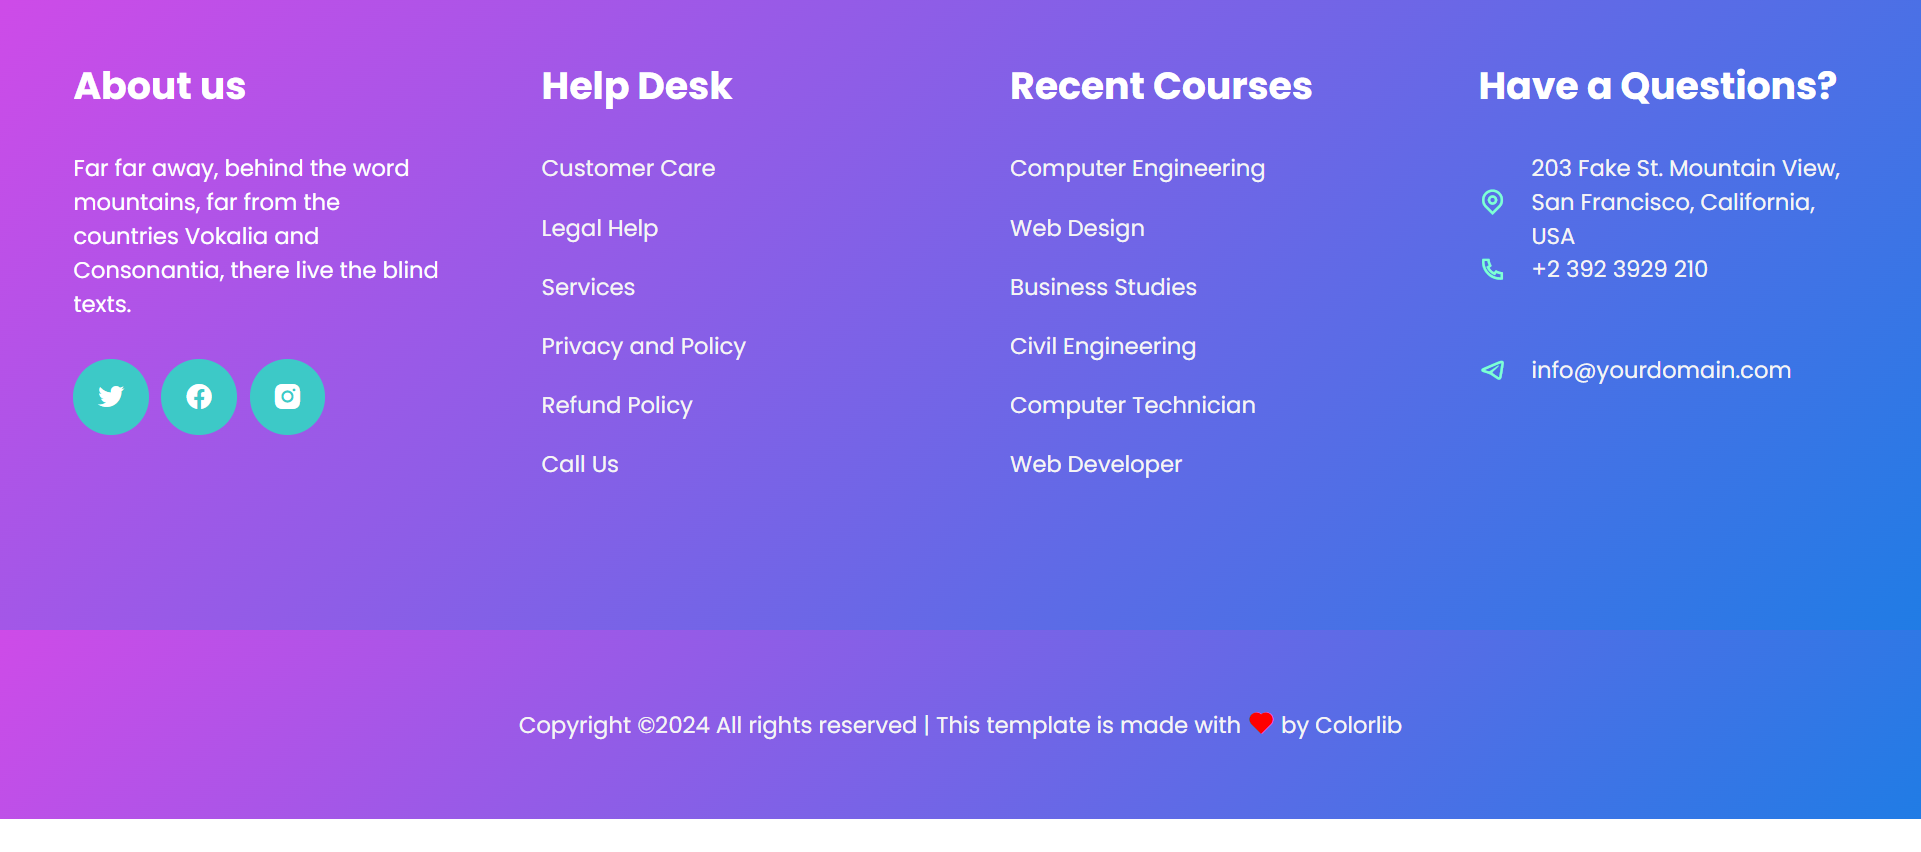 About us
Far far away, behind the word
mountains, far from the
countries Vokalia and
Consonantia, there live the blind
texts.
Help Desk
Customer Care
Legal Help
Services
Privacy and Policy
Refund Policy
Call Us
Recent Courses
Computer Engineering
Web Design
Business Studies
Civil Engineering
Computer Technician
Web Developer
Have a Questions?
203 Fake St. Mountain View,
San Francisco, California,
USA
+2 392 3929 210
info@yourdomain.com
Copyright ©2024 All rights reserved | This template is made with ❤ by Colorlib